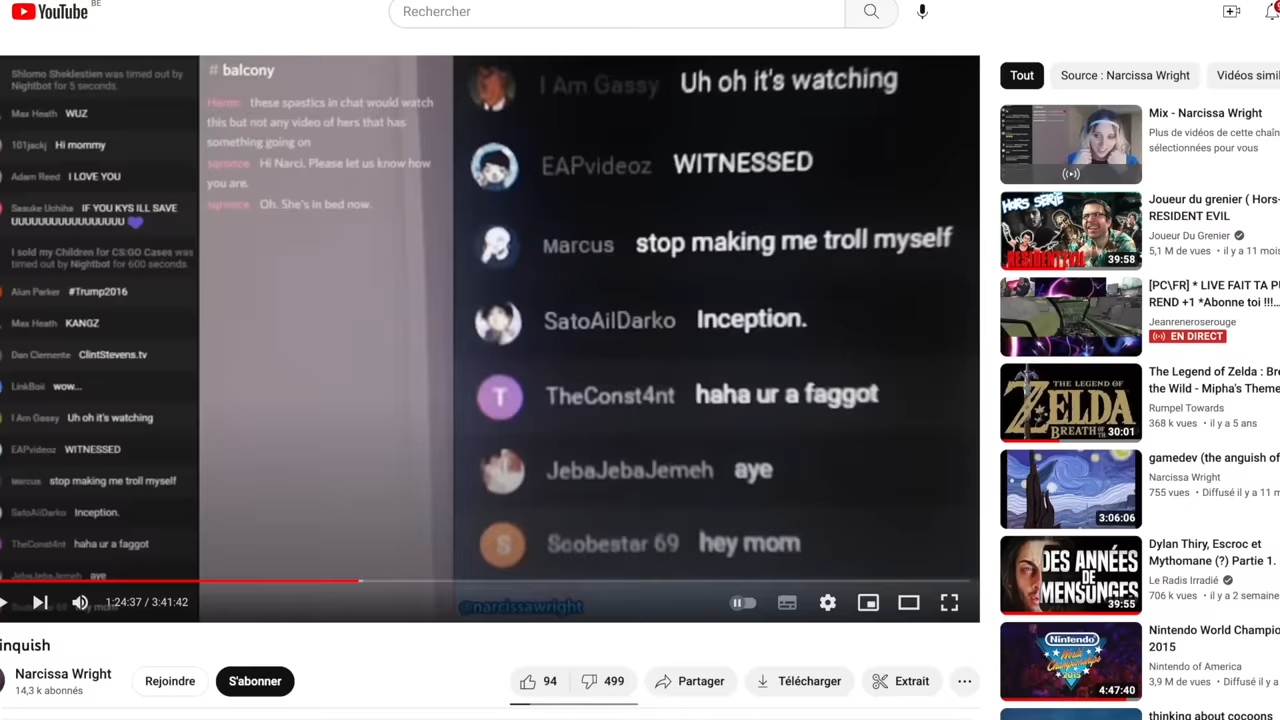 YouTube BE
Rechercher
Shlomo Sheklestien was timed out by
Nightbot for 5 seconds.
Max Heath WUZ
101jackj Hi mommy
Adam Reed I LOVE YOU
Sasuke Uchiha IF YOU KYS ILL SAVE
UUUUUUUUUUUUUUUUUU
I sold my Children for CS:GO Cases was
timed out by Nightbot for 600 seconds.
Alun Parker #Trump2016
Max Heath KANGZ
Dan Clemente ClintStevens.tv
LinkBoii wow...
I Am Gassy Uh oh it's watching
EAPvideoz WITNESSED
Marcus stop making me troll myself
SatoAilDarko Inception.
TheConst4nt haha ur a faggot
JebaJebaJemeh aye
# balcony
these spastics in chat would watch
this but not any video of hers that has
something going on
Hi Narci. Please let us know how
you are.
Oh. She's in bed now.
I Am Gassy Uh oh it's watching
EAPvideoz WITNESSED
Marcus stop making me troll myself
SatoAilDarko Inception.
T TheConst4nt haha ur a faggot
JebaJebaJemeh aye
S Scobestar 69 hey mom
@narcissawright
1:24:37 / 3:41:42
inquish
Narcissa Wright
14,3 k abonnés
Rejoindre
S'abonner
94
499
Partager
Télécharger
Extrait
Tout
Source : Narcissa Wright
Vidéos simil
Mix - Narcissa Wright
Plus de vidéos de cette chaîn
sélectionnées pour vous
HORS SERIE
RESIDENT EVIL
39:58
Joueur du grenier ( Hors-
RESIDENT EVIL
Joueur Du Grenier
5,1 M de vues • il y a 11 mois
[PC\FR] * LIVE FAIT TA PU
REND +1 *Abonne toi !!!...
Jeanreneroserouge
EN DIRECT
THE LEGEND OF
ZELDA
BREATH OF TH
30:01
The Legend of Zelda : Bre
the Wild - Mipha's Theme
Rumpel Towards
368 k vues • il y a 5 ans
3:06:06
gamedev (the anguish of
Narcissa Wright
755 vues • Diffusé il y a 11 m
DES ANNÉES
DE
MENSONGES
39:55
Dylan Thiry, Escroc et
Mythomane (?) Partie 1.
Le Radis Irradié
706 k vues • il y a 2 semaine
Nintendo
World
Championships
2015
4:47:40
Nintendo World Champio
2015
Nintendo of America
3,9 M de vues • Diffusé il y a
thinking about cocoons